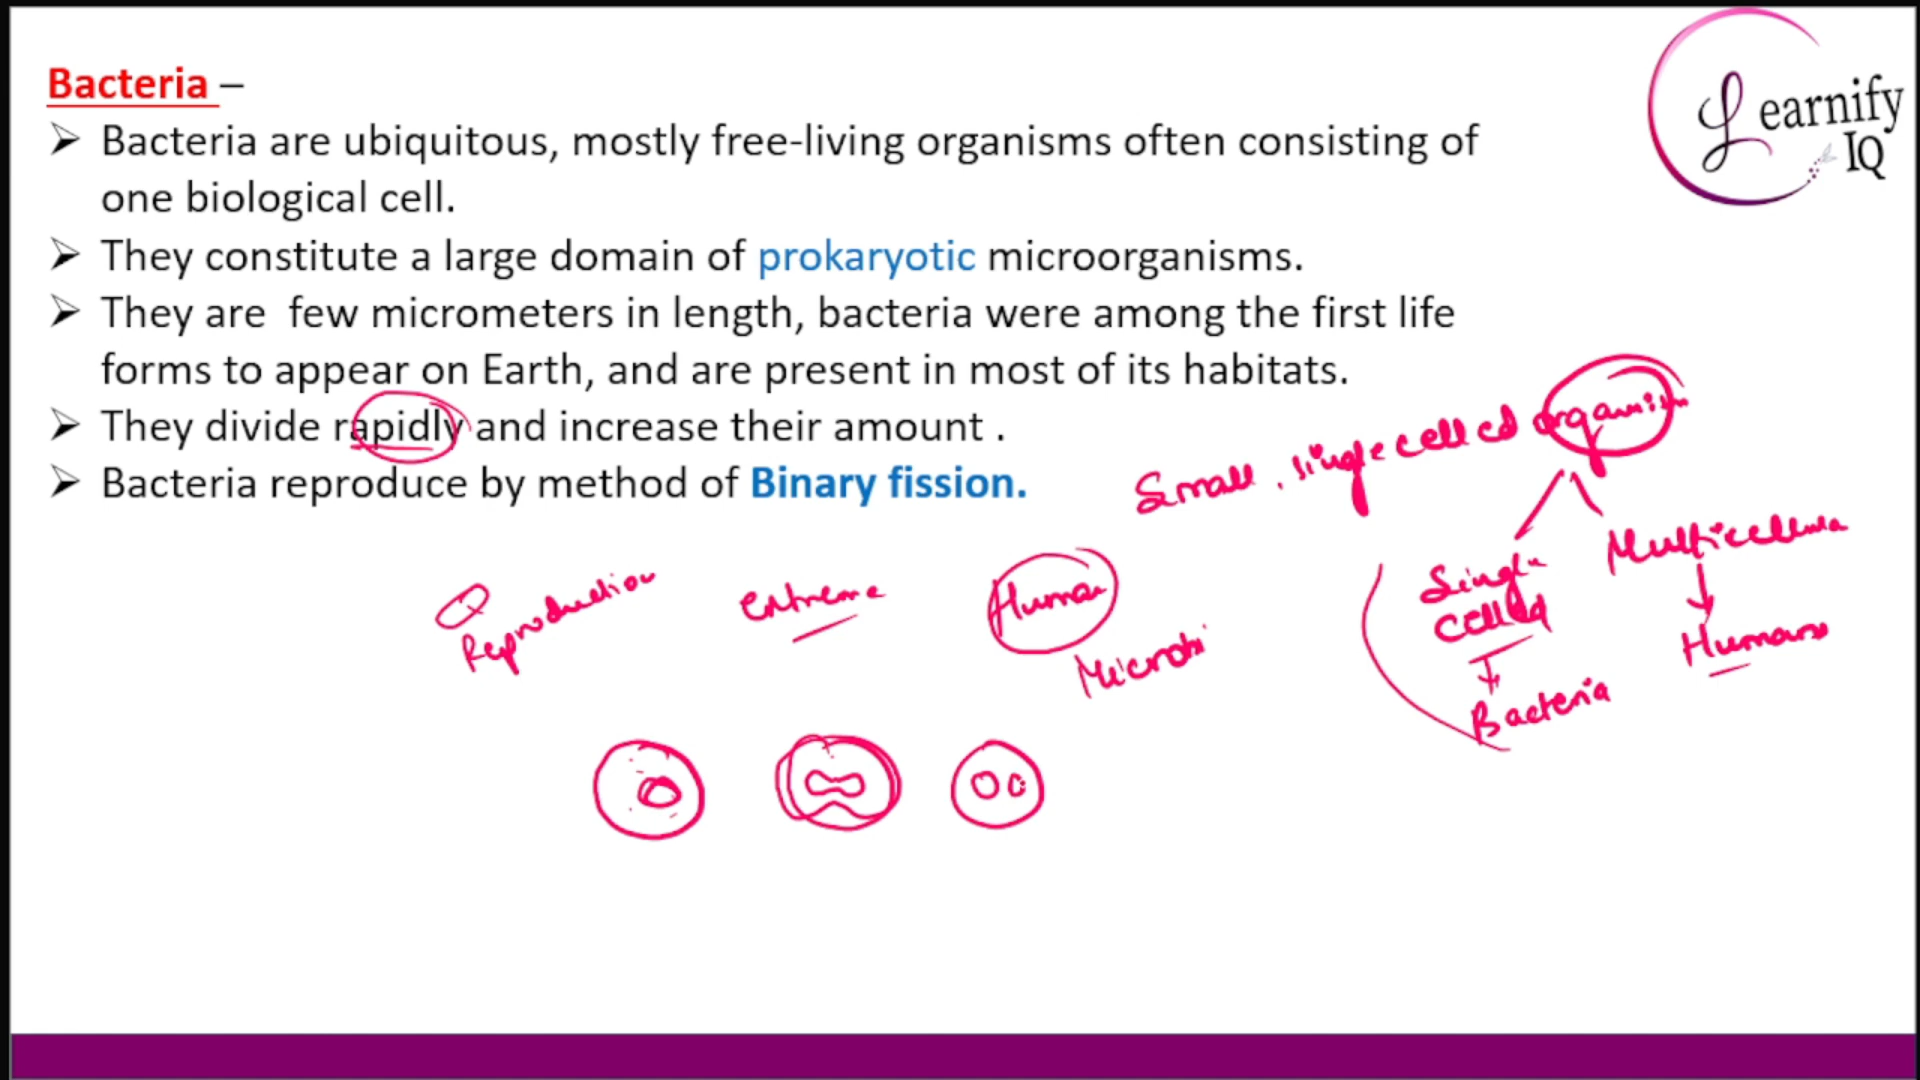 Bacteria –
➢ Bacteria are ubiquitous, mostly free-living organisms often consisting of
one biological cell.
➢ They constitute a large domain of prokaryotic microorganisms.
➢ They are few micrometers in length, bacteria were among the first life
forms to appear on Earth, and are present in most of its habitats.
➢ They divide rapidly and increase their amount .
➢ Bacteria reproduce by method of Binary fission.
Learnify
IQ
Small, single celled organism
Single
celled
Bacteria
Multicellula
Humans
Reproduction
extreme
Human
Microbi